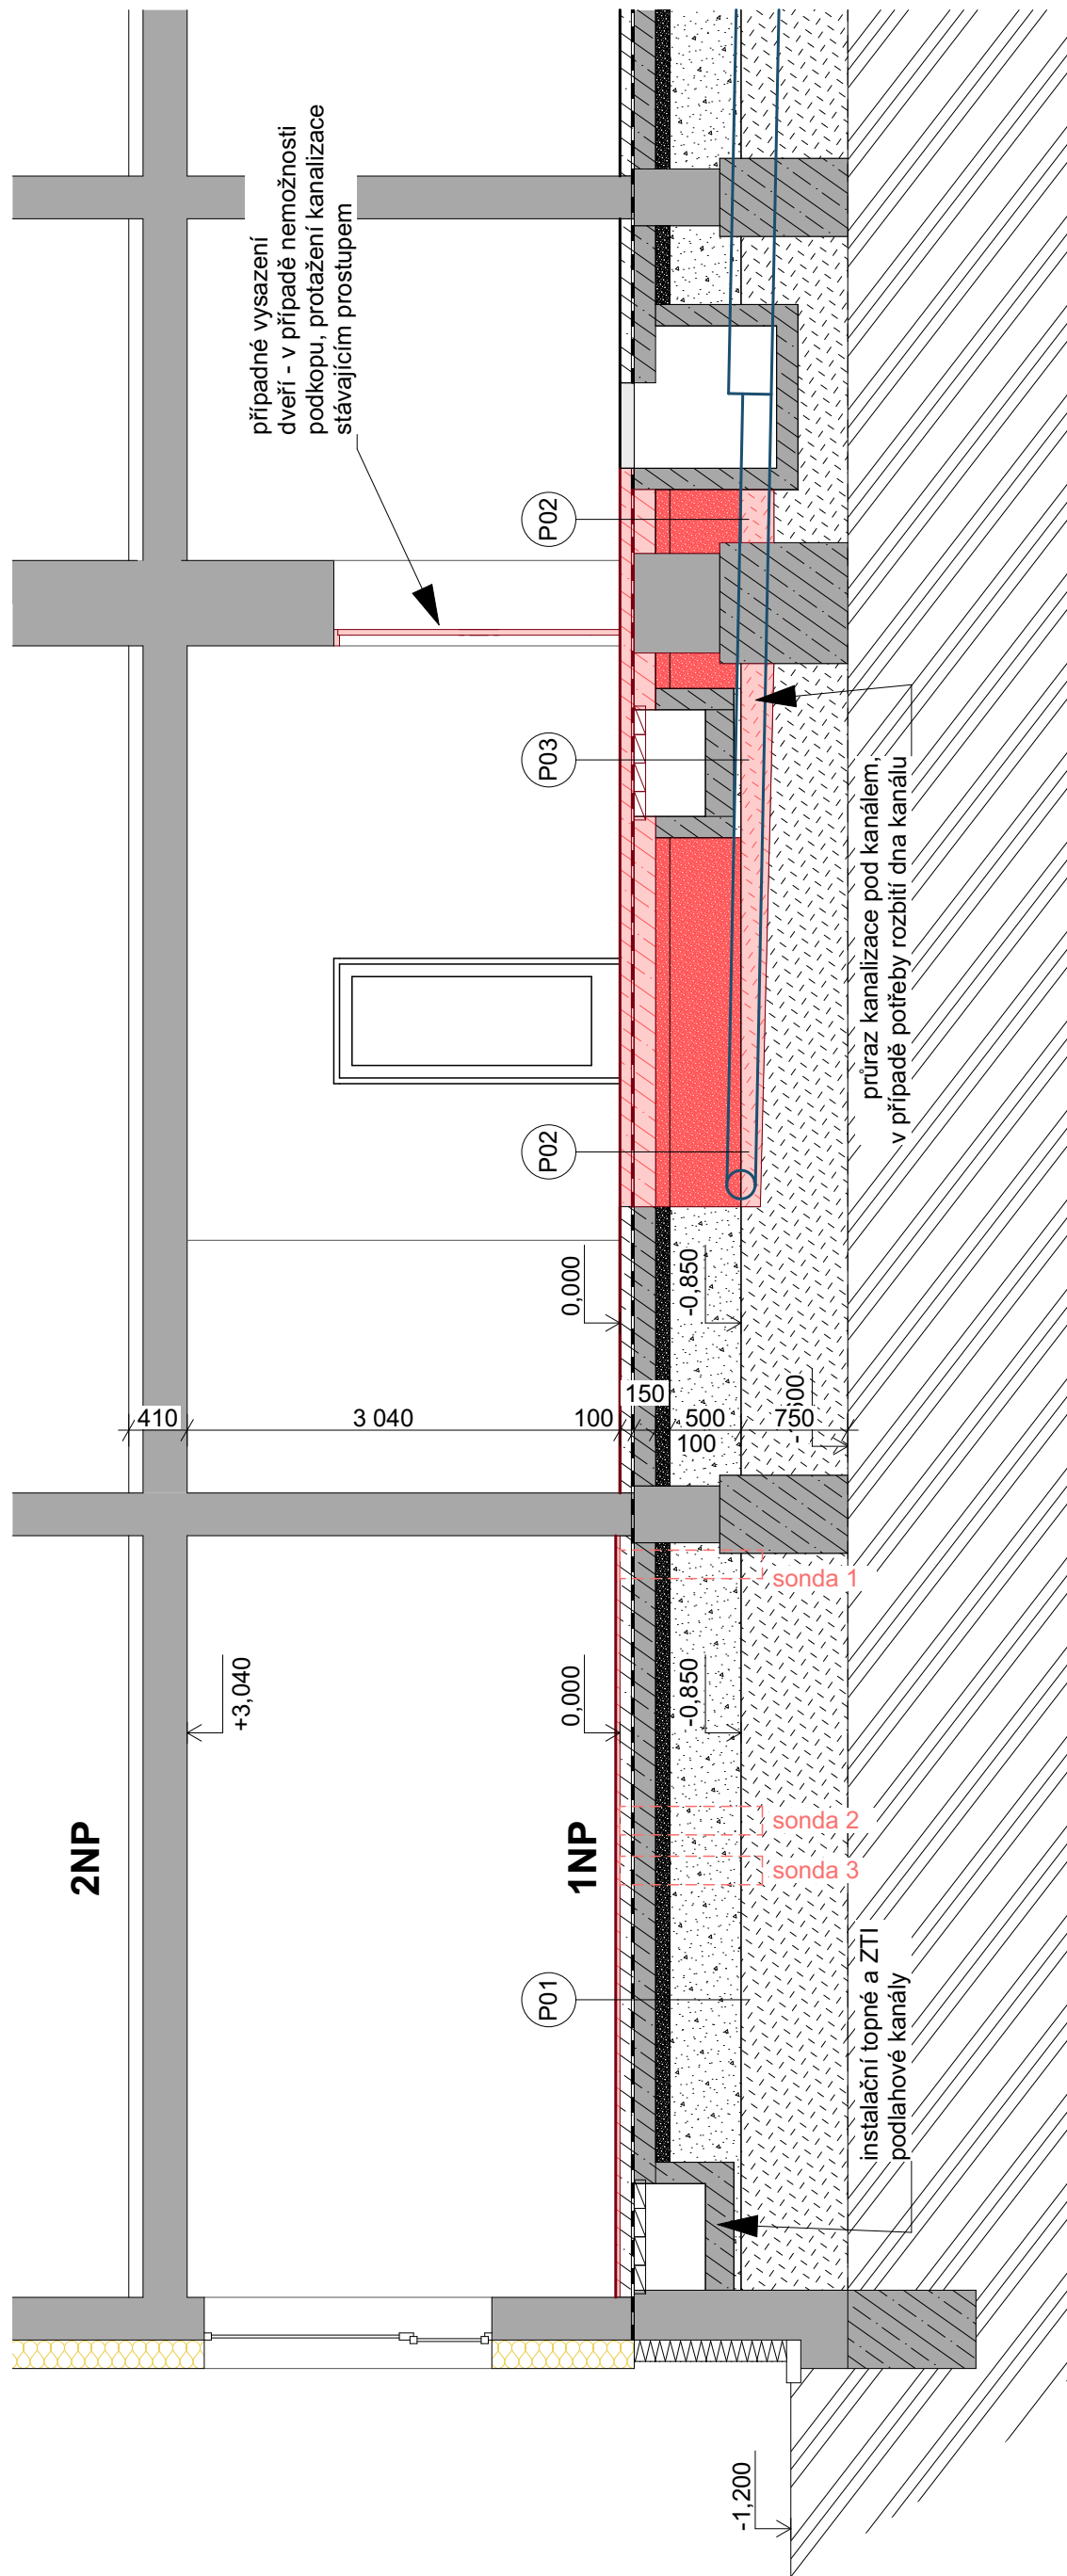 2NP
1NP
+3,040
0,000
-0,850
0,000
-0,850
-1,200
410
3 040
100
150
100
500
750
P01
P02
P03
P02
sonda 1
sonda 2
sonda 3
případné vysazení
dveří - v případě nemožnosti
podkopu, protažení kanalizace
stávajícím prostupem
průraz kanalizace pod kanálem,
v případě potřeby rozbití dna kanálu
instalační topné a ZTI
podlahové kanály